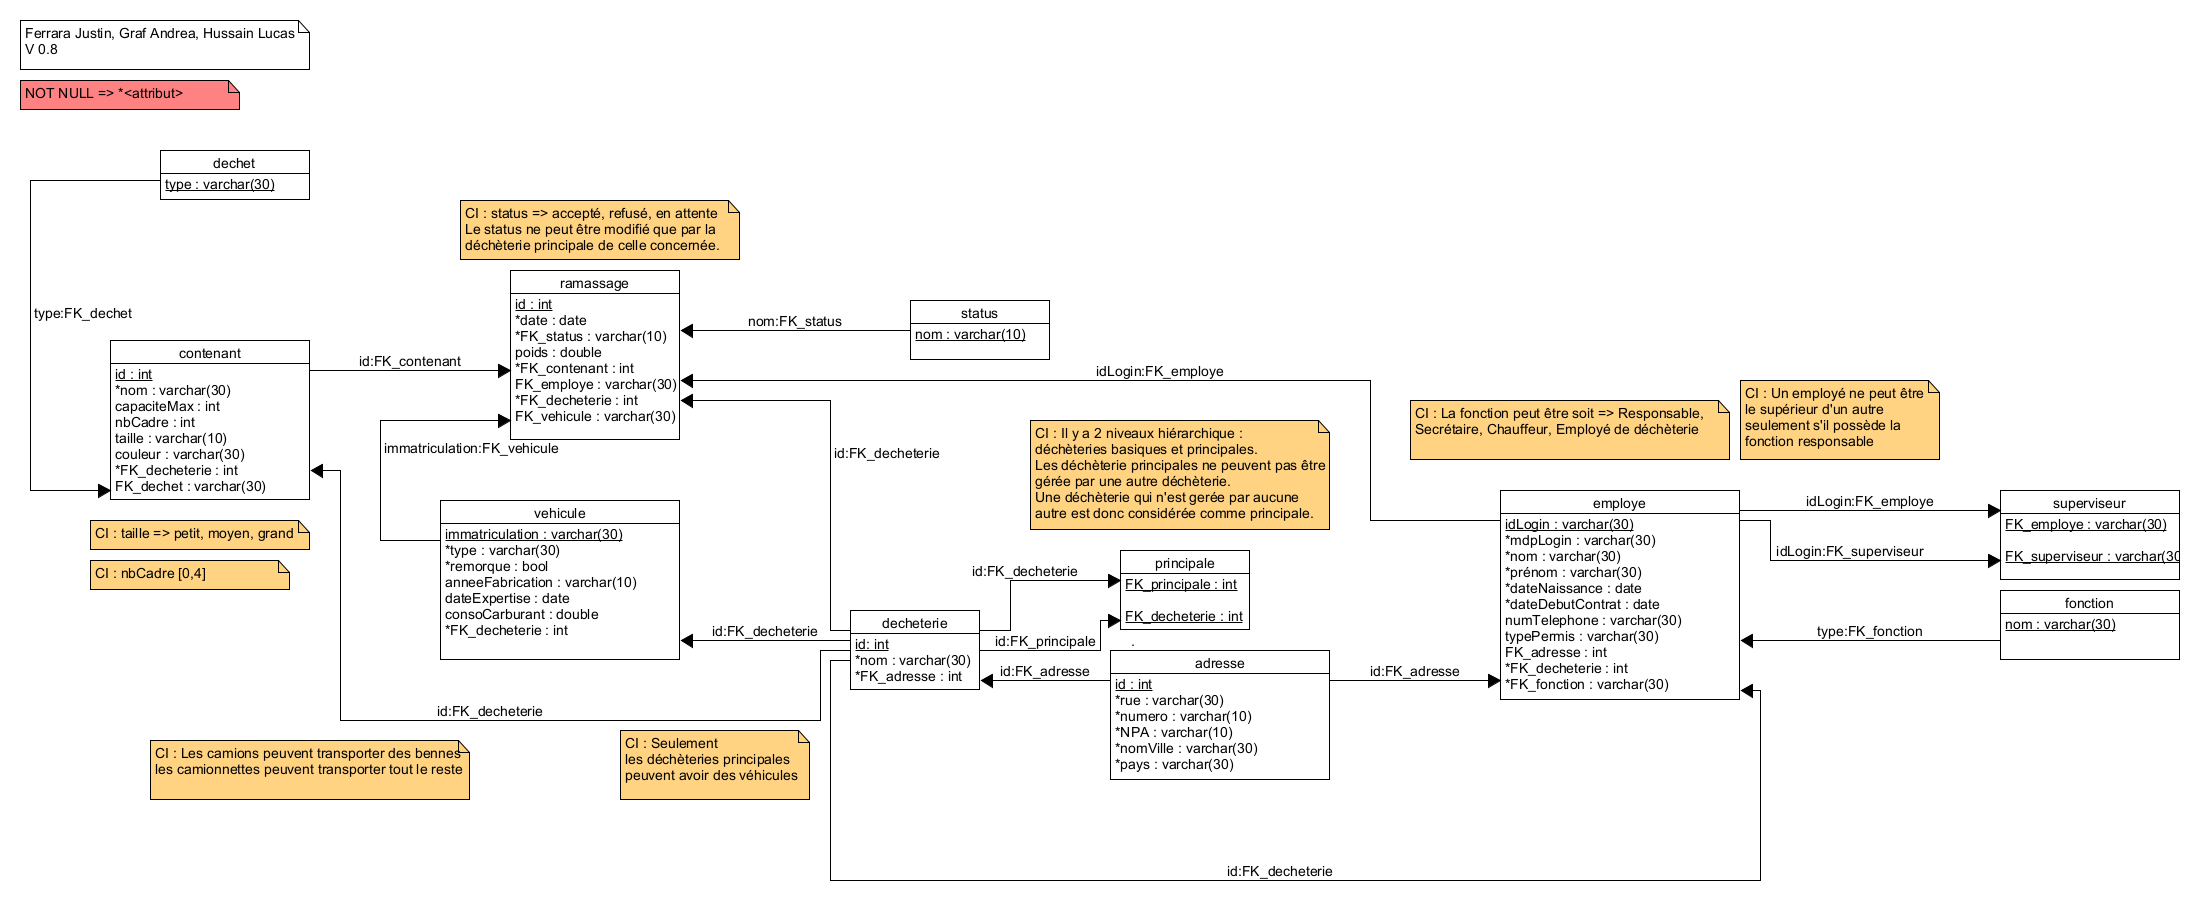 Ferrara Justin, Graf Andrea, Hussain Lucas
V 0.8
NOT NULL => *<attribut>
dechet
type : varchar(30)
type:FK_dechet
CI : status => accepté, refusé, en attente
Le status ne peut être modifié que par la
déchèterie principale de celle concernée.
ramassage
id : int
*date : date
*FK_status : varchar(10)
poids : double
*FK_contenant : int
FK_employe : varchar(30)
*FK_decheterie : int
FK_vehicule : varchar(30)
nom:FK_status
status
nom : varchar(10)
contenant
id : int
*nom : varchar(30)
capaciteMax : int
nbCadre : int
taille : varchar(10)
couleur : varchar(30)
*FK_decheterie : int
FK_dechet : varchar(30)
id:FK_contenant
idLogin:FK_employe
immatriculation:FK_vehicule
id:FK_decheterie
CI : taille => petit, moyen, grand
CI : nbCadre [0,4]
vehicule
immatriculation : varchar(30)
*type : varchar(30)
*remorque : bool
anneeFabrication : varchar(10)
dateExpertise : date
consoCarburant : double
*FK_decheterie : int
CI : Il y a 2 niveaux hiérarchique :
déchèteries basiques et principales.
Les déchèterie principales ne peuvent pas être
gérée par une autre déchèterie.
Une déchèterie qui n'est gerée par aucune
autre est donc considérée comme principale.
CI : La fonction peut être soit => Responsable,
Secrétaire, Chauffeur, Employé de déchèterie
CI : Un employé ne peut être
le supérieur d'un autre
seulement s'il possède la
fonction responsable
employe
idLogin : varchar(30)
*mdpLogin : varchar(30)
*nom : varchar(30)
*prénom : varchar(30)
*dateNaissance : date
*dateDebutContrat : date
numTelephone : varchar(30)
typePermis : varchar(30)
FK_adresse : int
*FK_decheterie : int
*FK_fonction : varchar(30)
idLogin:FK_employe
idLogin:FK_superviseur
superviseur
FK_employe : varchar(30)
FK_superviseur : varchar(30
fonction
nom : varchar(30)
type:FK_fonction
id:FK_decheterie
principale
FK_principale : int
FK_decheterie : int
id:FK_decheterie
decheterie
id: int
*nom : varchar(30)
*FK_adresse : int
id:FK_principale
.
id:FK_adresse
adresse
id : int
*rue : varchar(30)
*numero : varchar(10)
*NPA : varchar(10)
*nomVille : varchar(30)
*pays : varchar(30)
id:FK_adresse
id:FK_decheterie
CI : Les camions peuvent transporter des bennes
les camionnettes peuvent transporter tout le reste
CI : Seulement
les déchèteries principales
peuvent avoir des véhicules
id:FK_decheterie